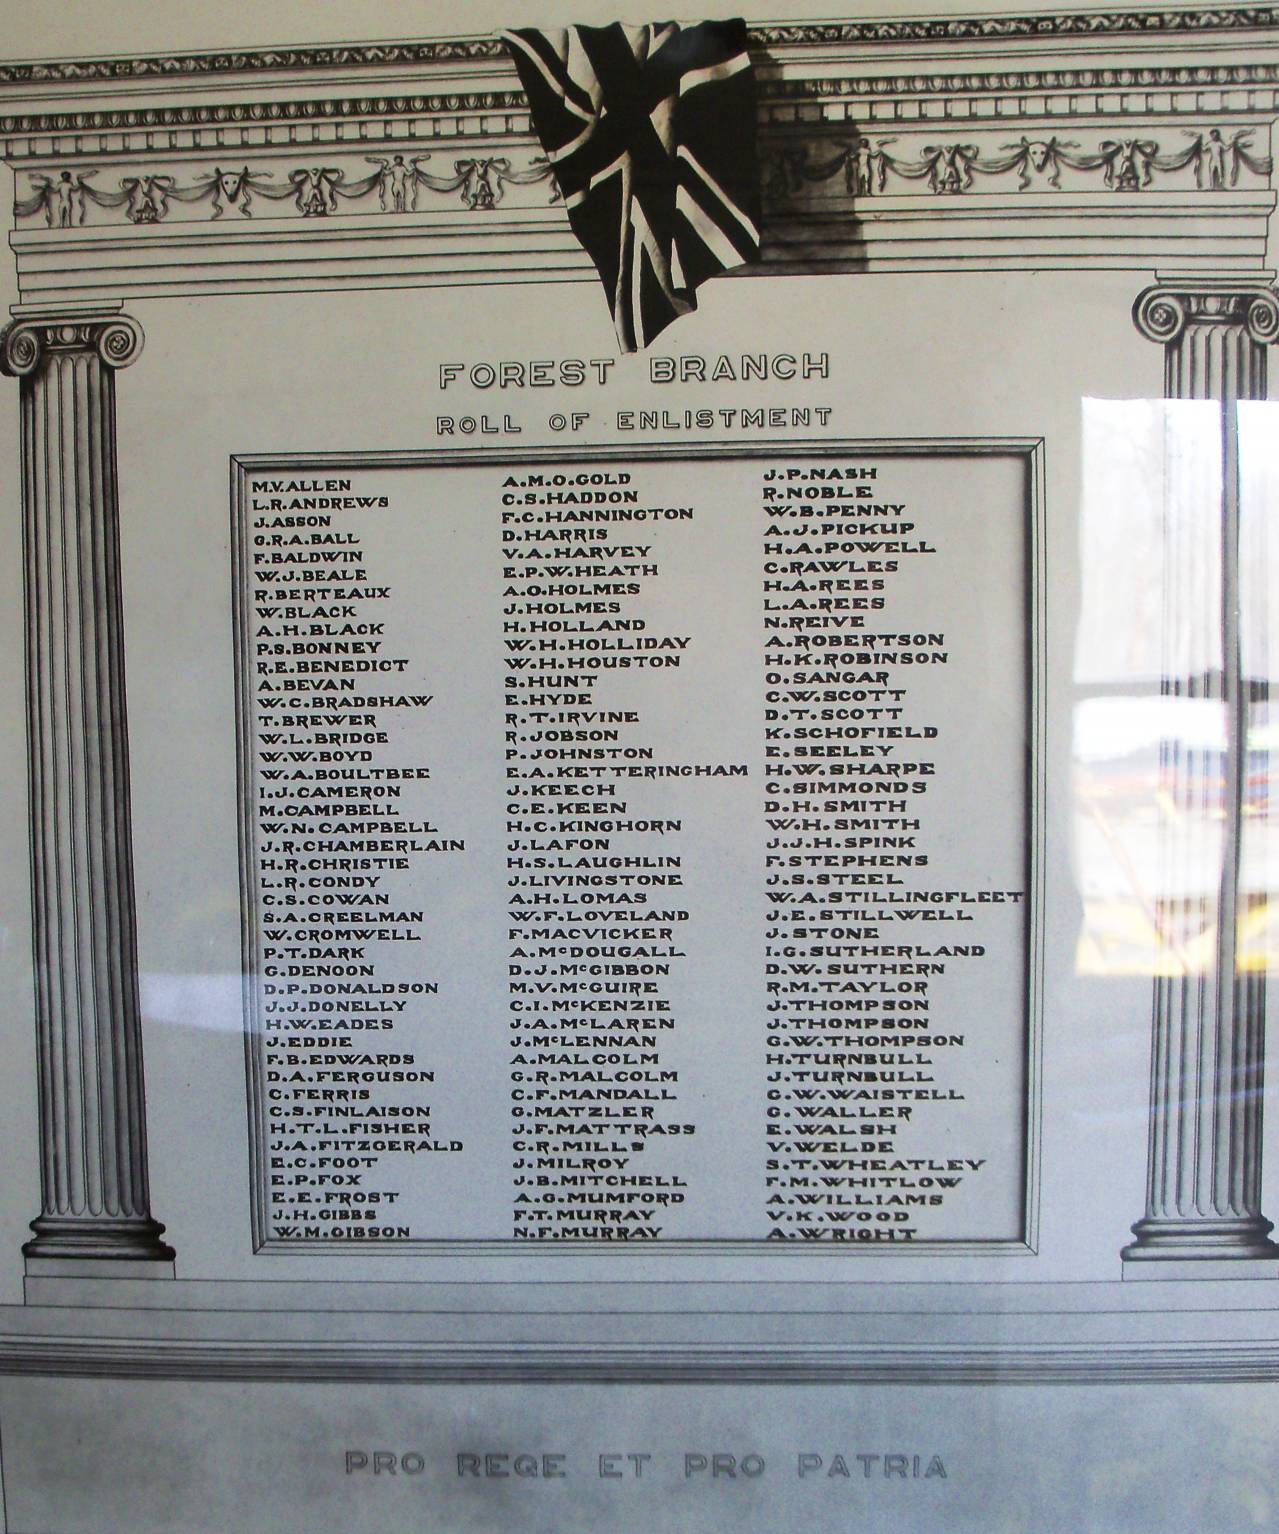 FOREST BRANCH
ROLL OF ENLISTMENT
M.V.ALLEN
L.R.ANDREWS
J.ASSON
G.R.A.BALL
F.BALDWIN
W.J.BEALE
R.BERTEAUX
W.BLACK
A.H.BLACK
P.S.BONNEY
R.E.BENEDICT
A.BEVAN
W.C.BRADSHAW
T.BREWER
W.L.BRIDGE
W.W.BOYD
W.A.BOULTBEE
I.J.CAMERON
M.CAMPBELL
W.N.CAMPBELL
J.R.CHAMBERLAIN
H.R.CHRISTIE
L.R.CONDY
C.S.COWAN
S.A.CREELMAN
W.CROMWELL
P.T.DARK
G.DENOON
D.P.DONALDSON
J.J.DONELLY
H.W.EADES
J.EDDIE
F.B.EDWARDS
D.A.FERGUSON
C.FERRIS
C.S.FINLAISON
H.T.L.FISHER
J.A.FITZGERALD
E.C.FOOT
E.P.FOX
E.E.FROST
J.H.GIBBS
W.M.GIBSON
A.M.O.GOLD
C.S.HADDON
F.C.HANNINGTON
D.HARRIS
V.A.HARVEY
E.P.W.HEATH
A.O.HOLMES
J.HOLMES
H.HOLLAND
W.H.HOLLIDAY
W.H.HOUSTON
S.HUNT
E.HYDE
R.T.IRVINE
R.JOBSON
P.JOHNSTON
E.A.KETTERINGHAM
J.KEECH
C.E.KEEN
H.C.KINGHORN
J.LAFON
H.S.LAUGHLIN
J.LIVINGSTONE
A.H.LOMAS
W.F.LOVELAND
F.MACVICKER
A.McDOUGALL
D.J.McGIBBON
M.V.McGUIRE
C.I.McKENZIE
J.A.McLAREN
J.McLENNAN
A.MALCOLM
G.R.MALCOLM
C.F.MANDALL
G.MATZLER
J.F.MATTRASS
C.R.MILLS
J.MILROY
J.B.MITCHELL
A.G.MUMFORD
F.T.MURRAY
N.F.MURRAY
J.P.NASH
R.NOBLE
W.B.PENNY
A.J.PICKUP
H.A.POWELL
C.RAWLES
H.A.REES
L.A.REES
N.REIVE
A.ROBERTSON
H.K.ROBINSON
O.SANGAR
C.W.SCOTT
D.T.SCOTT
K.SCHOFIELD
E.SEELEY
H.W.SHARPE
C.SIMMONDS
D.H.SMITH
W.H.SMITH
J.J.H.SPINK
F.STEPHENS
J.S.STEEL
W.A.STILLINGFLEET
J.E.STILLWELL
J.STONE
I.G.SUTHERLAND
D.W.SUTHERN
R.M.TAYLOR
J.THOMPSON
J.THOMPSON
G.W.THOMPSON
H.TURNBULL
J.TURNBULL
C.W.WAISTELL
G.WALLER
E.WALSH
V.WELDE
S.T.WHEATLEY
F.M.WHITLOW
A.WILLIAMS
V.K.WOOD
A.WRIGHT
PRO REGE ET PRO PATRIA